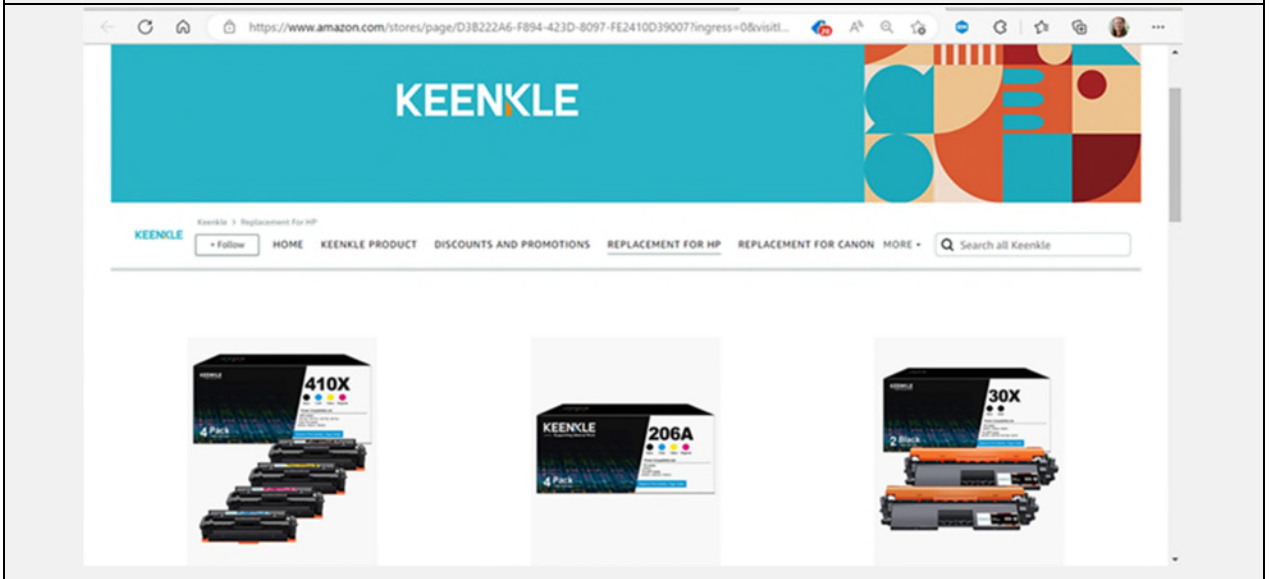 https://www.amazon.com/stores/page/D3B222A6-F894-423D-8097-FE2410D39007?ingress=0&visitI...
KEENKLE
Keenkle > Replacement For HP
KEENKLE
+ Follow HOME KEENKLE PRODUCT DISCOUNTS AND PROMOTIONS REPLACEMENT FOR HP REPLACEMENT FOR CANON MORE Search all Keenkle
KEENKLE
410X
4 Pack
KEENKLE
206A
4 Pack
KEENKLE
30X
2 Black